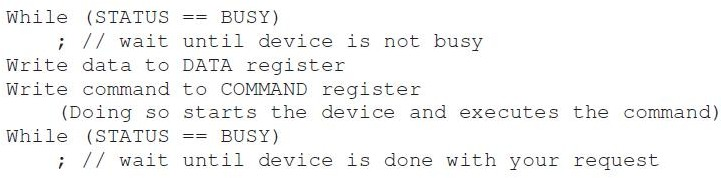 While (STATUS == BUSY)
    ; // wait until device is not busy
Write data to DATA register
Write command to COMMAND register
    (Doing so starts the device and executes the command)
While (STATUS == BUSY)
    ; // wait until device is done with your request